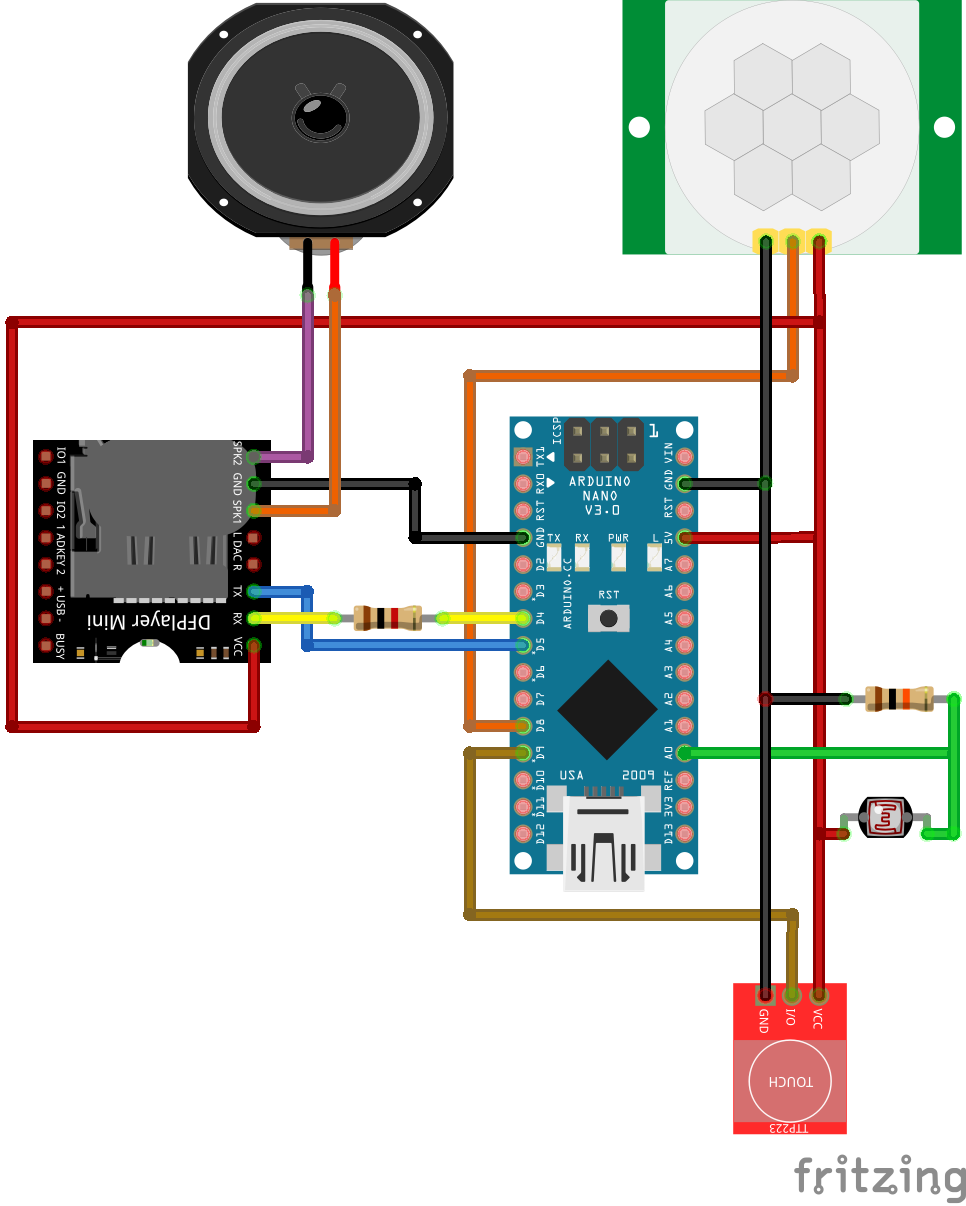 SPK2
GND
SPK1
L
DAC
R
TX
RX
VCC
IO1
GND
IO2
1
ADKEY
2
+
USB
-
BUSY
DFPlayer Mini
ICSP
1
TX1
RX0
RST
GND
D2
D3
D4
D5
D6
D7
D8
D9
D10
D11
D12
ARDUINO
NANO
V3.0
TX RX PWR L
RST
ARDUINO.CC
USA 2009
VIN
GND
RST
5V
A7
A6
A5
A4
A3
A2
A1
A0
REF
3V3
D13
GND
I/O
VCC
TOUCH
TTP223
fritzing